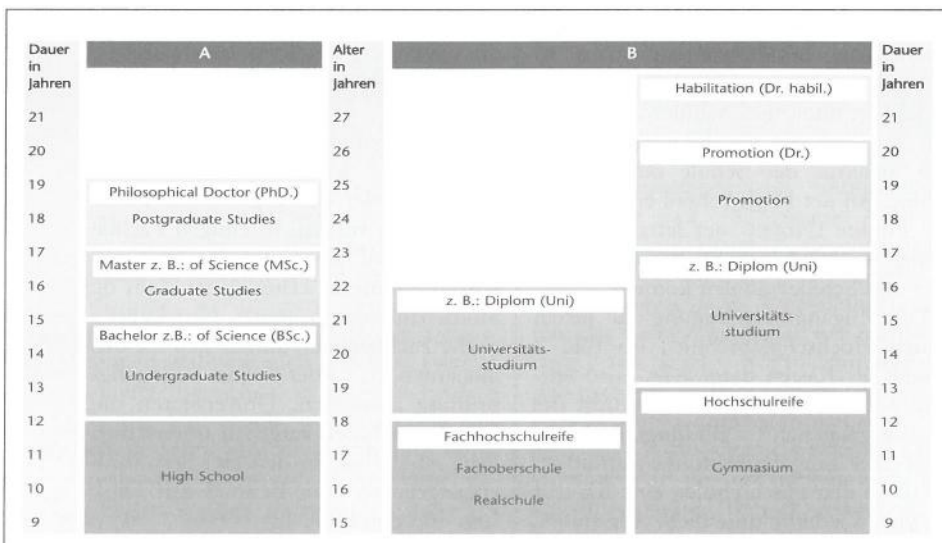 Dauer
in
Jahren
21
20
19
18
17
16
15
14
13
12
11
10
9
A
Philosophical Doctor (PhD.)
Postgraduate Studies
Master z. B.: of Science (MSc.)
Graduate Studies
Bachelor z.B.: of Science (BSc.)
Undergraduate Studies
High School
Alter
in
Jahren
27
26
25
24
23
22
21
20
19
18
17
16
15
B
z. B.: Diplom (Uni)
Universitäts-
studium
Fachhochschulreife
Fachoberschule
Realschule
Habilitation (Dr. habil.)
Promotion (Dr.)
Promotion
z. B.: Diplom (Uni)
Universitäts-
studium
Hochschulreife
Gymnasium
Dauer
in
Jahren
21
20
19
18
17
16
15
14
13
12
11
10
9